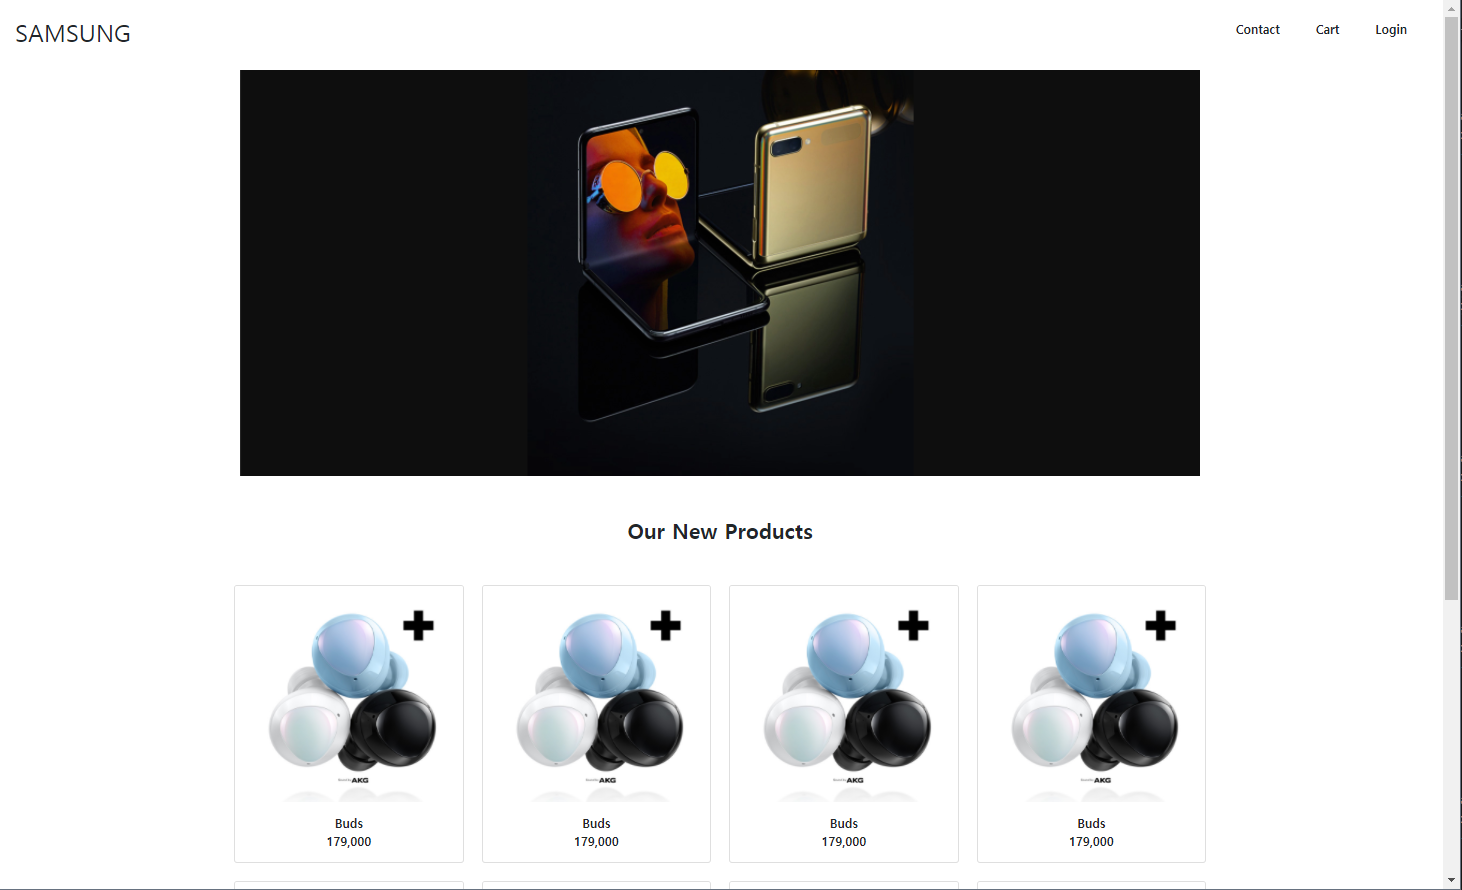 SAMSUNG
Contact Cart Login
Our New Products
AKG
Buds
179,000
AKG
Buds
179,000
AKG
Buds
179,000
AKG
Buds
179,000